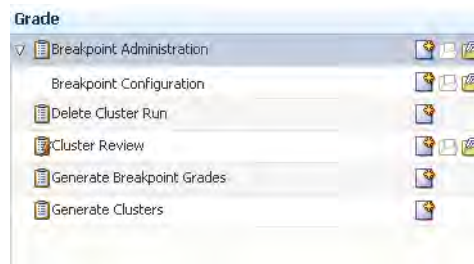 Grade
Breakpoint Administration
Breakpoint Configuration
Delete Cluster Run
Cluster Review
Generate Breakpoint Grades
Generate Clusters